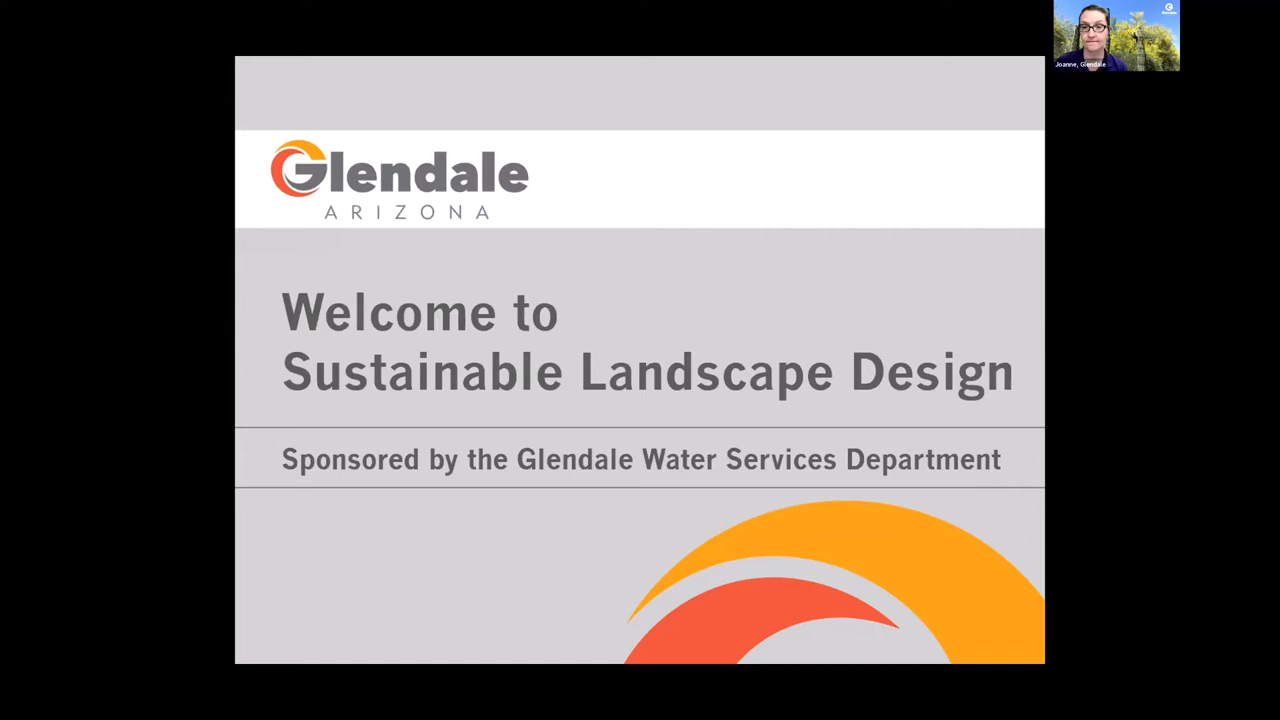 Glendale
ARIZONA
Welcome to
Sustainable Landscape Design
Sponsored by the Glendale Water Services Department
Joanne, Glendale